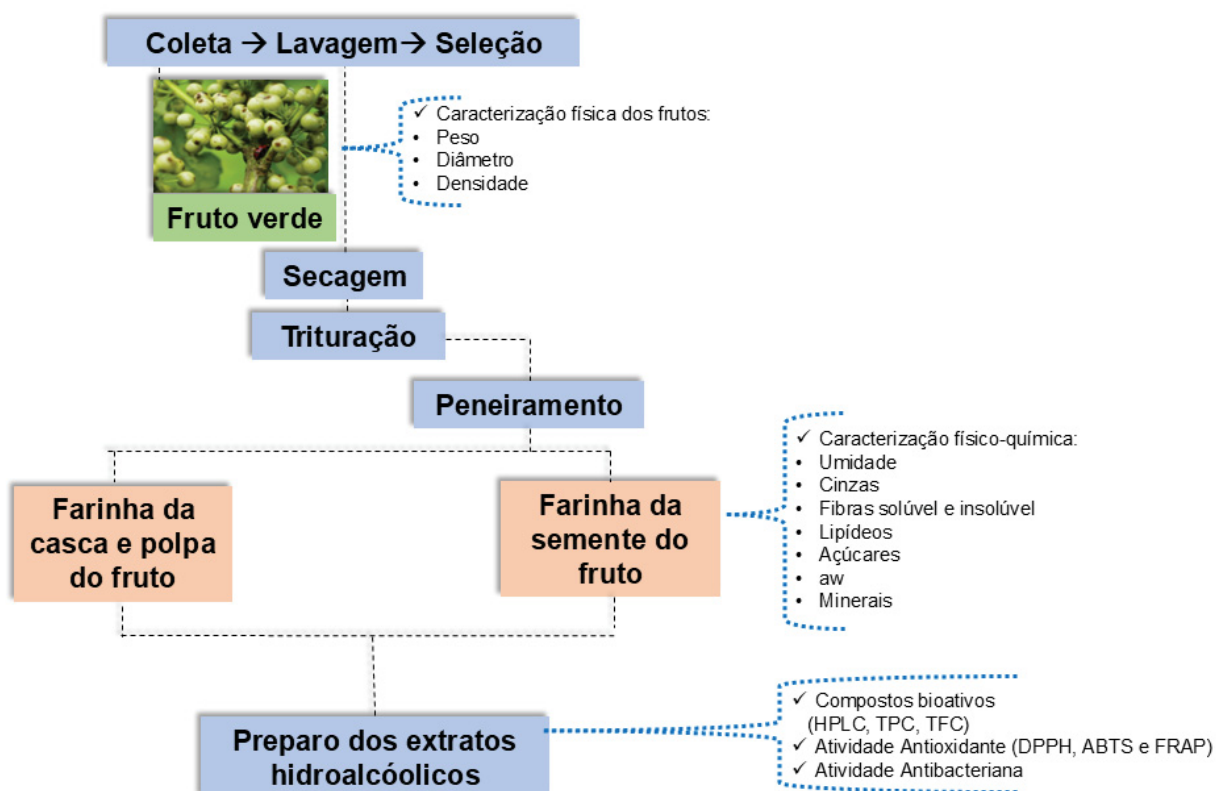 Coleta → Lavagem→ Seleção
✓ Caracterização física dos frutos:
• Peso
• Diâmetro
• Densidade
Fruto verde
Secagem
Trituração
Peneiramento
Farinha da
casca e polpa
do fruto
Farinha da
semente do
fruto
✓ Caracterização físico-química:
• Umidade
• Cinzas
• Fibras solúvel e insolúvel
• Lipídeos
• Açúcares
• aw
• Minerais
Preparo dos extratos
hidroalcóolicos
✓ Compostos bioativos
(HPLC, TPC, TFC)
✓ Atividade Antioxidante (DPPH, ABTS e FRAP)
✓ Atividade Antibacteriana